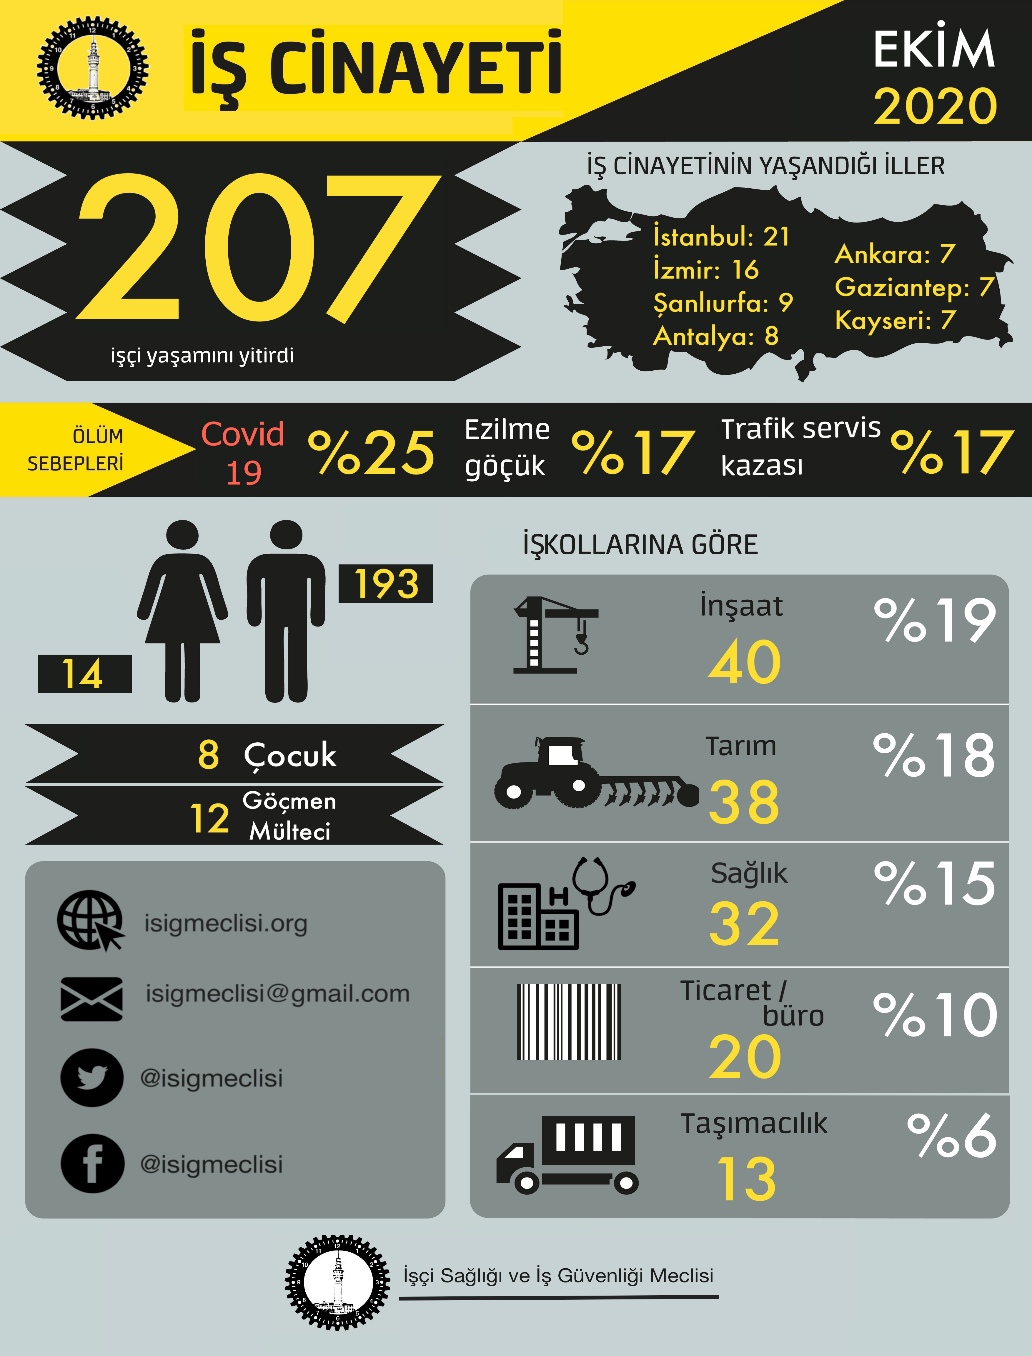 İŞ CİNAYETİ
EKİM
2020
207
işçi yaşamını yitirdi
İŞ CİNAYETİNİN YAŞANDIĞI İLLER
İstanbul: 21
İzmir: 16
Şanlıurfa: 9
Antalya: 8
Ankara: 7
Gaziantep: 7
Kayseri: 7
ÖLÜM
SEBEPLERİ
Covid
19
%25
Ezilme
göçük
%17
Trafik servis
kazası
%17
193
14
8 Çocuk
12 Göçmen
Mülteci
isigmeclisi.org
isigmeclisi@gmail.com
@isigmeclisi
@isigmeclisi
İŞKOLLARINA GÖRE
İnşaat
40
%19
Tarım
38
%18
Sağlık
32
%15
Ticaret /
büro
20
%10
Taşımacılık
13
%6
İşçi Sağlığı ve İş Güvenliği Meclisi